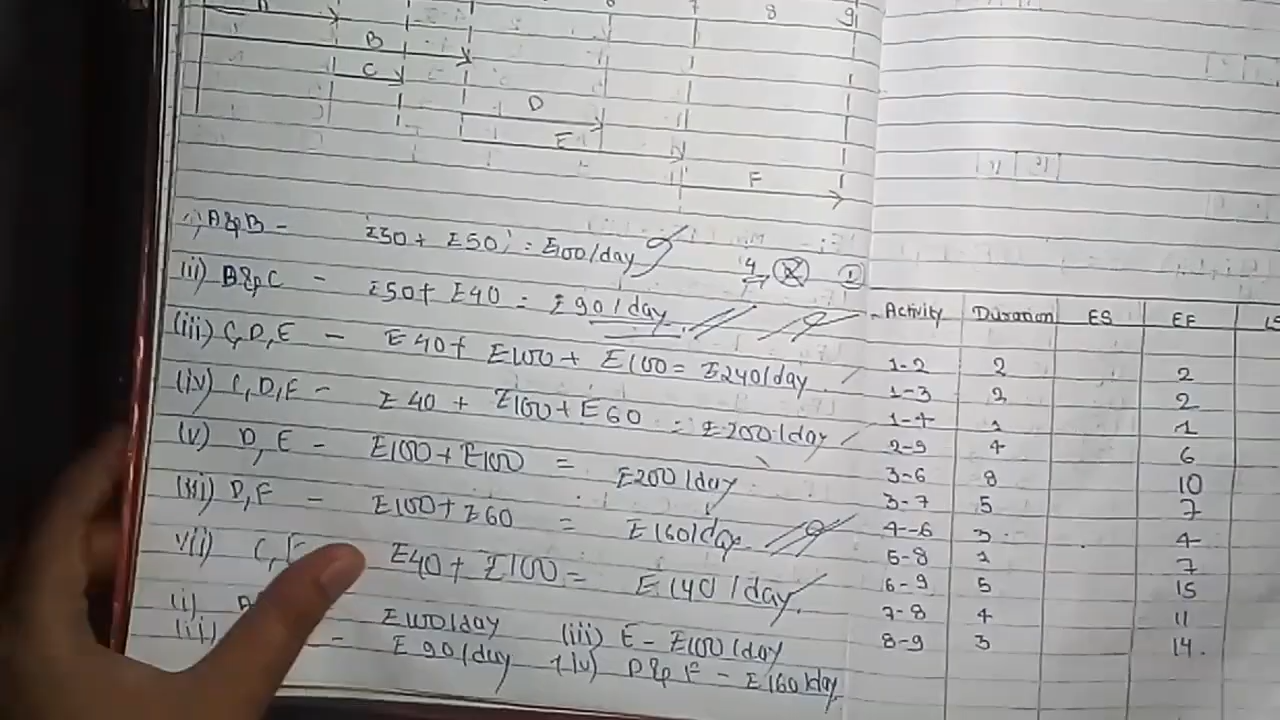 7 8 9
B
C
D
E
F
i) A&B - £50 + £50 = £100/day
(ii) B&C - £50 + £40 = £90/day
(iii) C,D,E - £40 + £100 + £100 = £240/day
(iv) C,D,F - £40 + £100 + £60 = £200/day
(v) D,E - £100 + £100 = £200/day
(vi) D,F - £100 + £60 = £160/day
£40 + £100 = £140/day
(i) £100/day (iii) E - £100/day
(ii) - £90/day (iv) D&F - £160/day
Activity Duration ES EF
1-2 2 2
1-3 2 2
1-4 1 1
2-9 4 6
3-6 8 10
3-7 5 7
4-6 3 4
5-8 7
6-9 5 15
7-8 4 11
8-9 3 14.